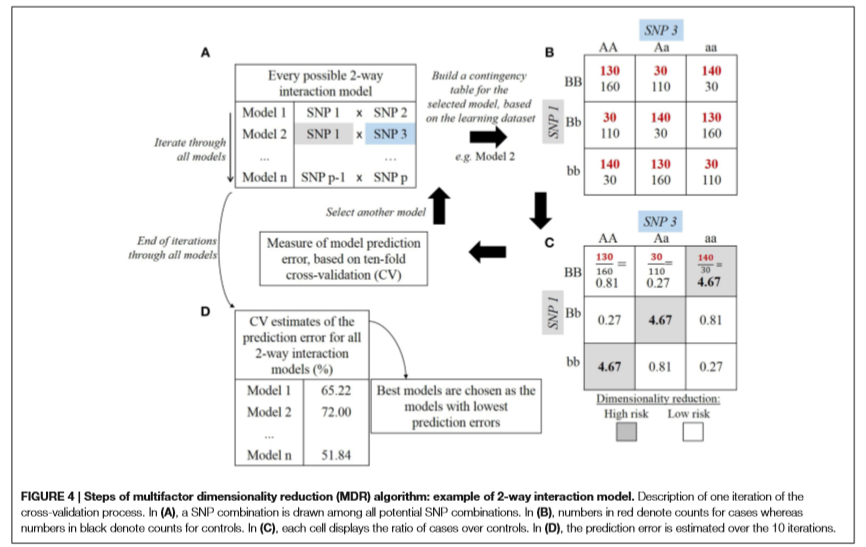 A
Every possible 2-way
interaction model
Model 1 SNP 1 x SNP 2
Model 2 SNP 1 x SNP 3
... ...
Model n SNP p-1 x SNP p
Iterate through
all models
Build a contingency
table for the
selected model, based
on the learning dataset
e.g. Model 2
B
SNP 3
AA Aa aa
SNP 1
BB
130 30 140
160 110 30
Bb
30 140 130
110 30 160
bb
140 130 30
30 160 110
Select another model
End of iterations
through all models
Measure of model prediction
error, based on ten-fold
cross-validation (CV)
C
SNP 3
AA Aa aa
SNP 1
BB
130 30 140
= = =
160 110 30
0.81 0.27 4.67
Bb 0.27 4.67 0.81
bb 4.67 0.81 0.27
Dimensionality reduction:
High risk Low risk
D
CV estimates of the
prediction error for all
2-way interaction
models (%)
Model 1 65.22
Model 2 72.00
...
Model n 51.84
Best models are chosen as the
models with lowest
prediction errors
FIGURE 4 | Steps of multifactor dimensionality reduction (MDR) algorithm: example of 2-way interaction model. Description of one iteration of the
cross-validation process. In (A), a SNP combination is drawn among all potential SNP combinations. In (B), numbers in red denote counts for cases whereas
numbers in black denote counts for controls. In (C), each cell displays the ratio of cases over controls. In (D), the prediction error is estimated over the 10 iterations.